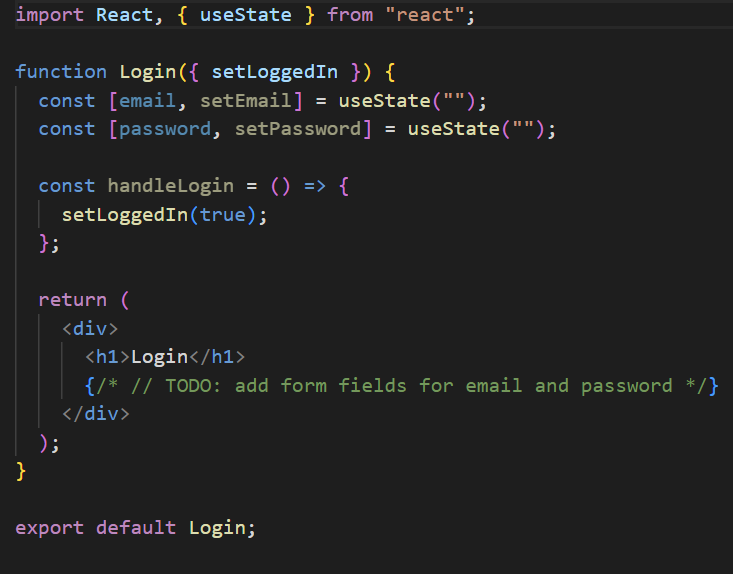 import React, { useState } from "react";
function Login({ setLoggedIn }) {
  const [email, setEmail] = useState("");
  const [password, setPassword] = useState("");
  const handleLogin = () => {
    setLoggedIn(true);
  };
  return (
    <div>
      <h1>Login</h1>
      {/* // TODO: add form fields for email and password */}
    </div>
  );
}
export default Login;